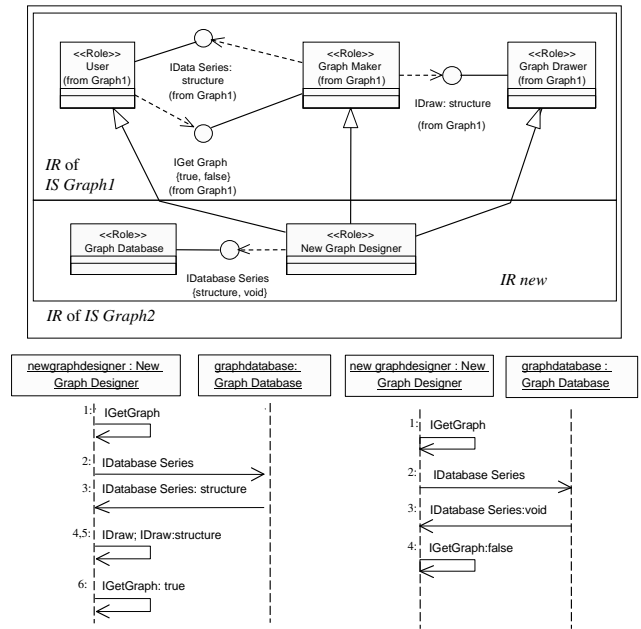 <<Role>>
User
(from Graph1)
IData Series:
structure
(from Graph1)
<<Role>>
Graph Maker
(from Graph1)
<<Role>>
Graph Drawer
(from Graph1)
IDraw: structure
(from Graph1)
IGet Graph
{true, false}
(from Graph1)
IR of
IS Graph1
<<Role>>
Graph Database
<<Role>>
New Graph Designer
IDatabase Series
{structure, void}
IR new
IR of IS Graph2
newgraphdesigner : New
Graph Designer
graphdatabase:
Graph Database
1: IGetGraph
2: IDatabase Series
3: IDatabase Series: structure
4,5: IDraw; IDraw:structure
6: IGetGraph: true
new graphdesigner : New
Graph Designer
graphdatabase :
Graph Database
1: IGetGraph
2: IDatabase Series
3: IDatabase Series:void
4: IGetGraph:false